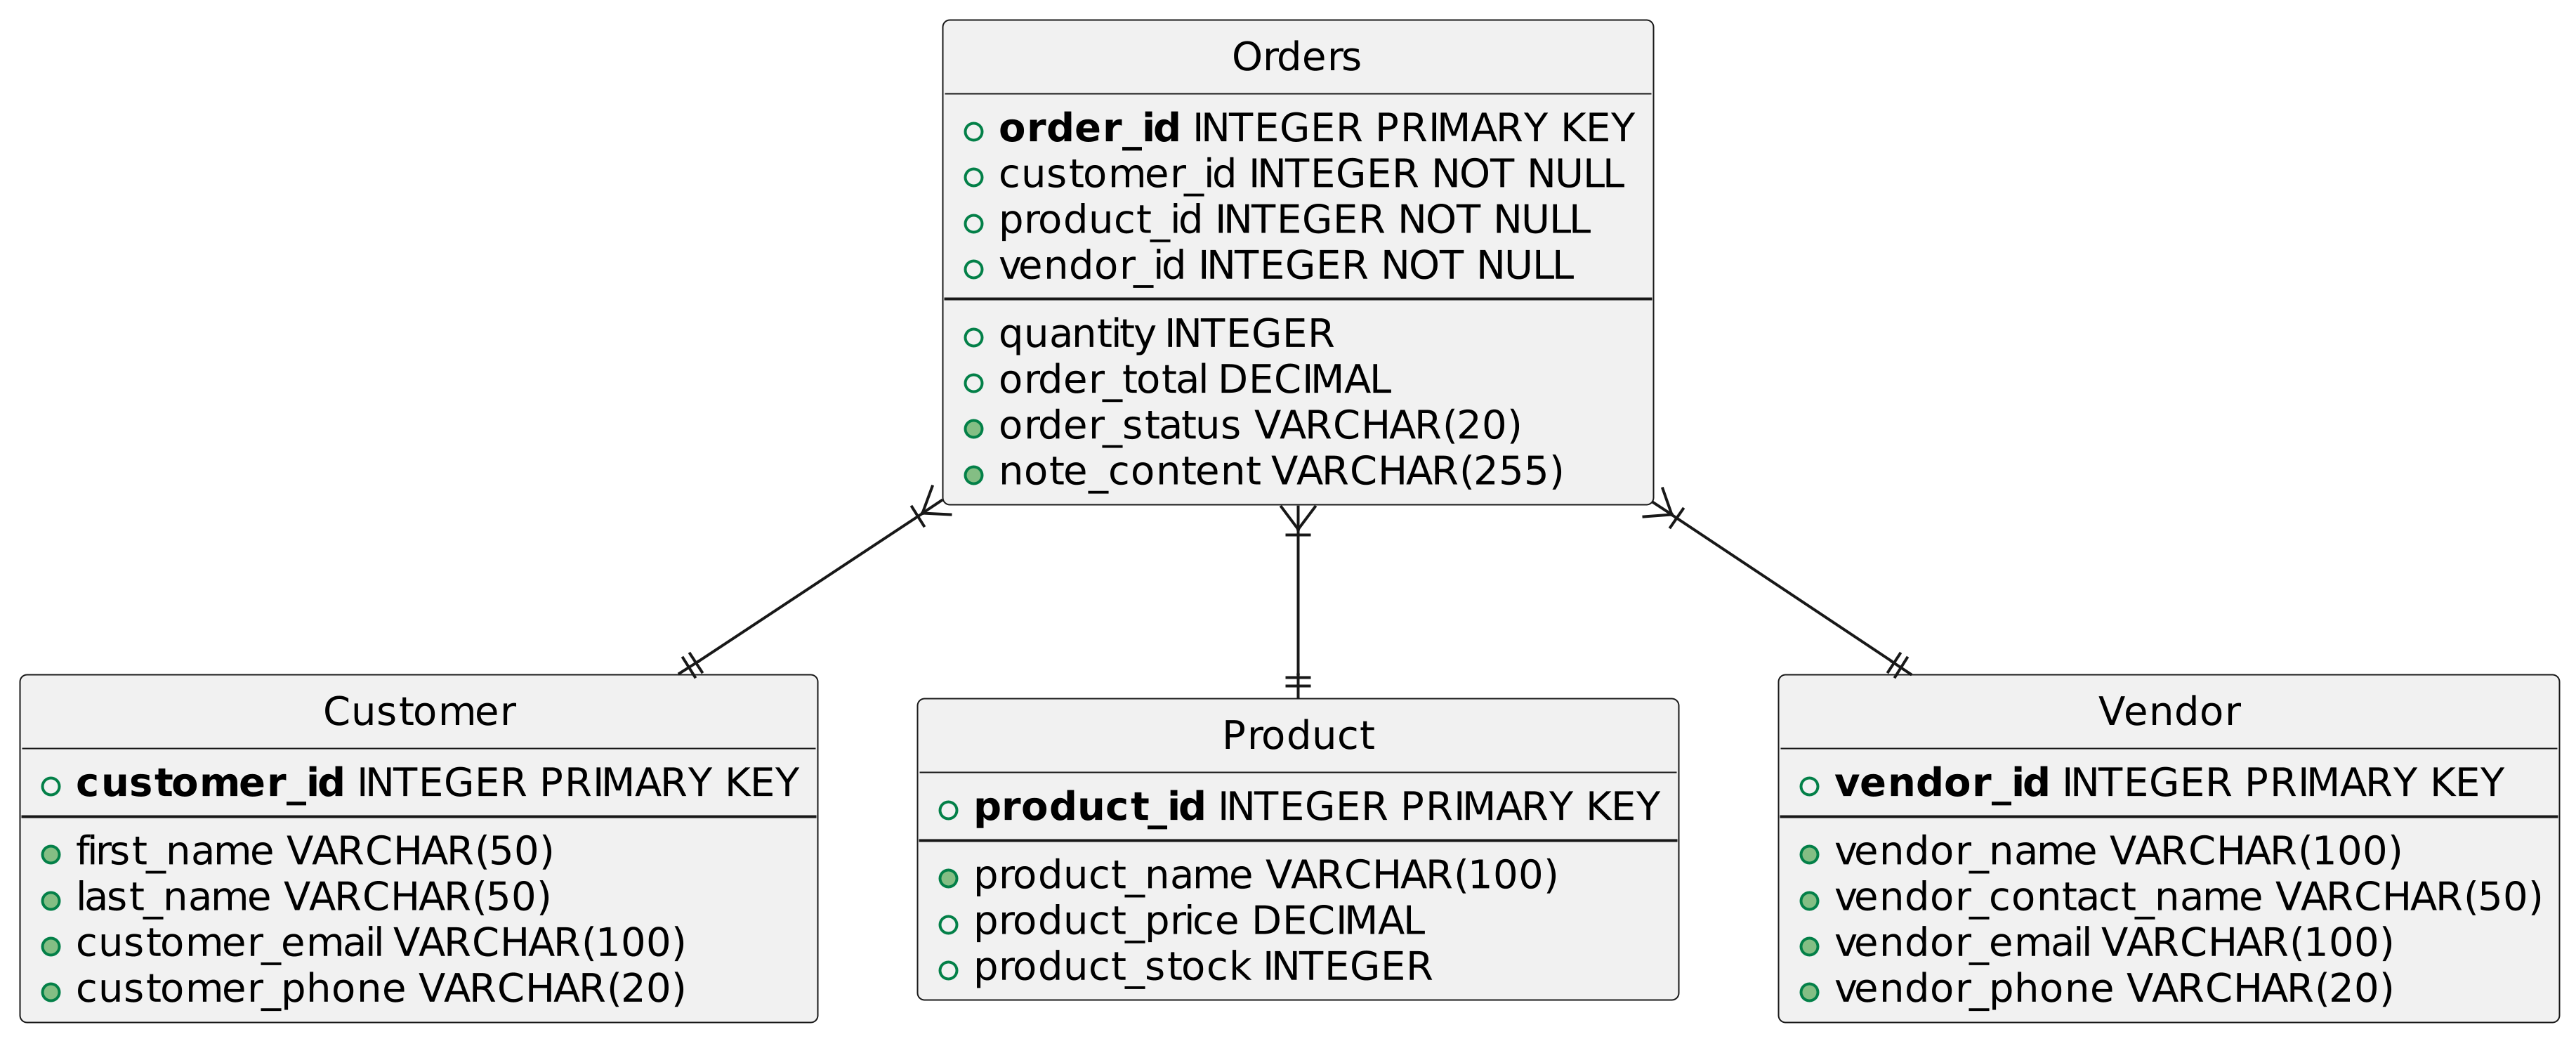 Orders
order_id INTEGER PRIMARY KEY
customer_id INTEGER NOT NULL
product_id INTEGER NOT NULL
vendor_id INTEGER NOT NULL
quantity INTEGER
order_total DECIMAL
order_status VARCHAR(20)
note_content VARCHAR(255)
Customer
customer_id INTEGER PRIMARY KEY
first_name VARCHAR(50)
last_name VARCHAR(50)
customer_email VARCHAR(100)
customer_phone VARCHAR(20)
Product
product_id INTEGER PRIMARY KEY
product_name VARCHAR(100)
product_price DECIMAL
product_stock INTEGER
Vendor
vendor_id INTEGER PRIMARY KEY
vendor_name VARCHAR(100)
vendor_contact_name VARCHAR(50)
vendor_email VARCHAR(100)
vendor_phone VARCHAR(20)